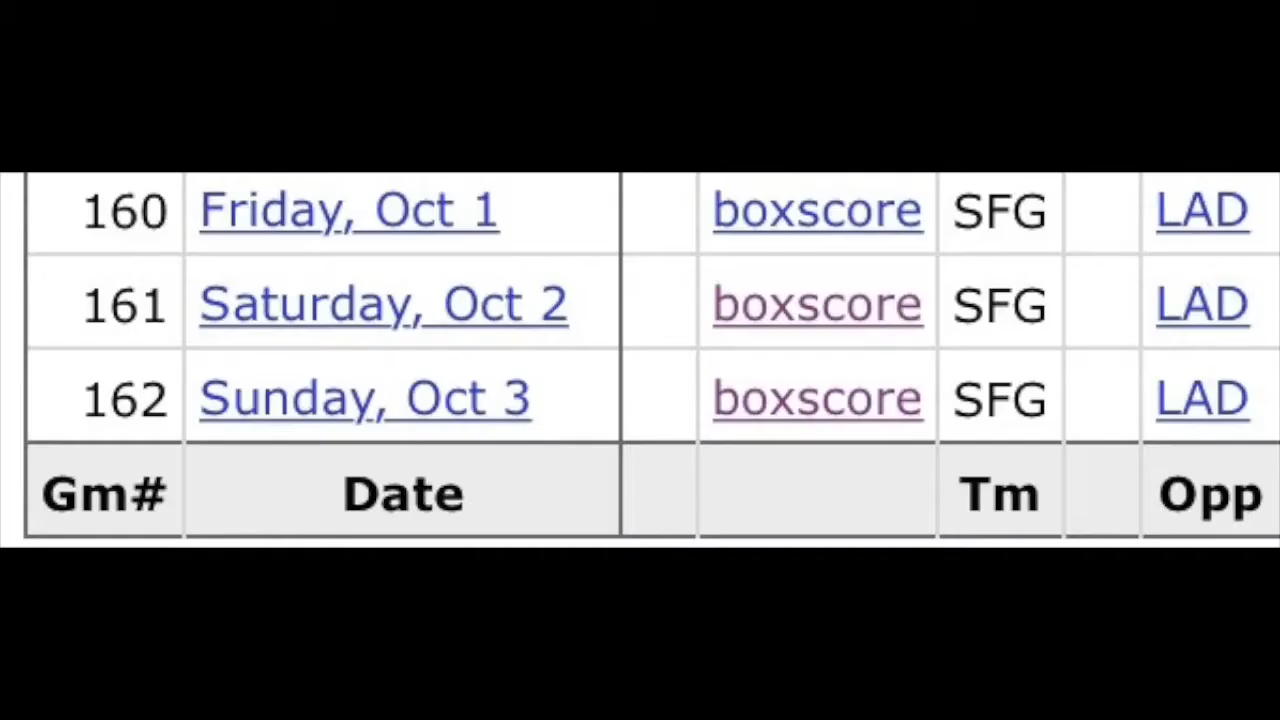 160 Friday, Oct 1 boxscore SFG LAD
161 Saturday, Oct 2 boxscore SFG LAD
162 Sunday, Oct 3 boxscore SFG LAD
Gm# Date Tm Opp